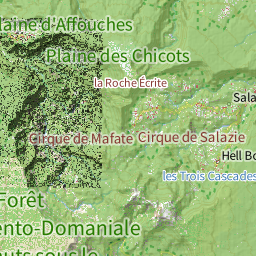 laine d'Affouches
Plaine des Chicots
la Roche Écrite
Sala
Cirque de Mafate
Cirque de Salazie
Hell Bo
les Trois Cascades
Forêt
ento-Domaniale
auts sous le